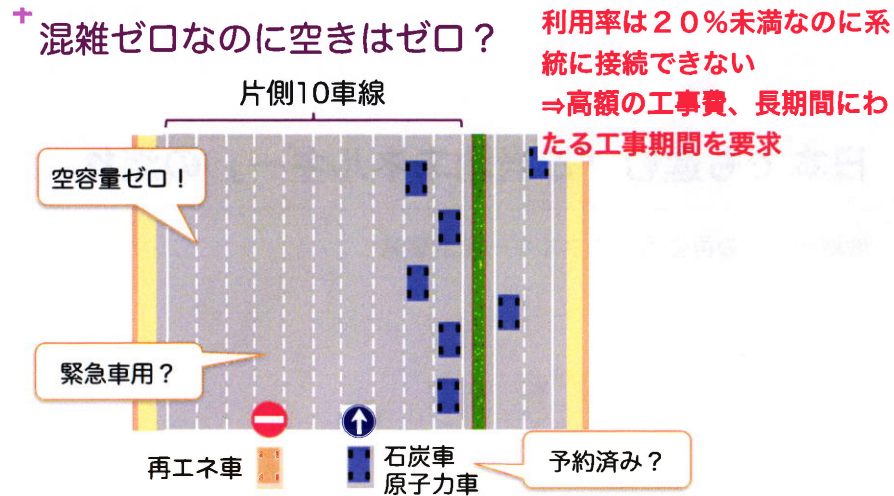 混雑ゼロなのに空きはゼロ？
利用率は２０％未満なのに系
統に接続できない
⇒高額の工事費、長期間にわ
たる工事期間を要求
片側10車線
空容量ゼロ！
緊急車用？
再エネ車
石炭車
原子力車
予約済み？